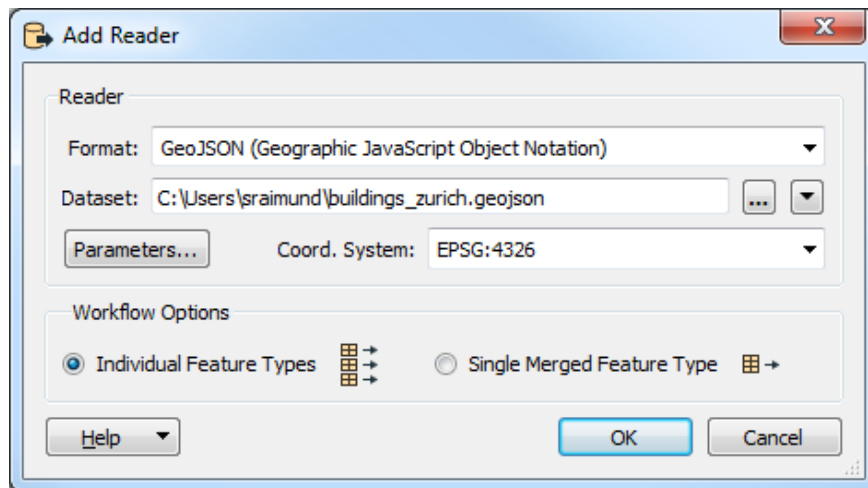 Add Reader
Reader
Format: GeoJSON (Geographic JavaScript Object Notation)
Dataset: C:\Users\sraimund\buildings_zurich.geojson ...
Parameters... Coord. System: EPSG:4326
Workflow Options
Individual Feature Types Single Merged Feature Type
Help OK Cancel